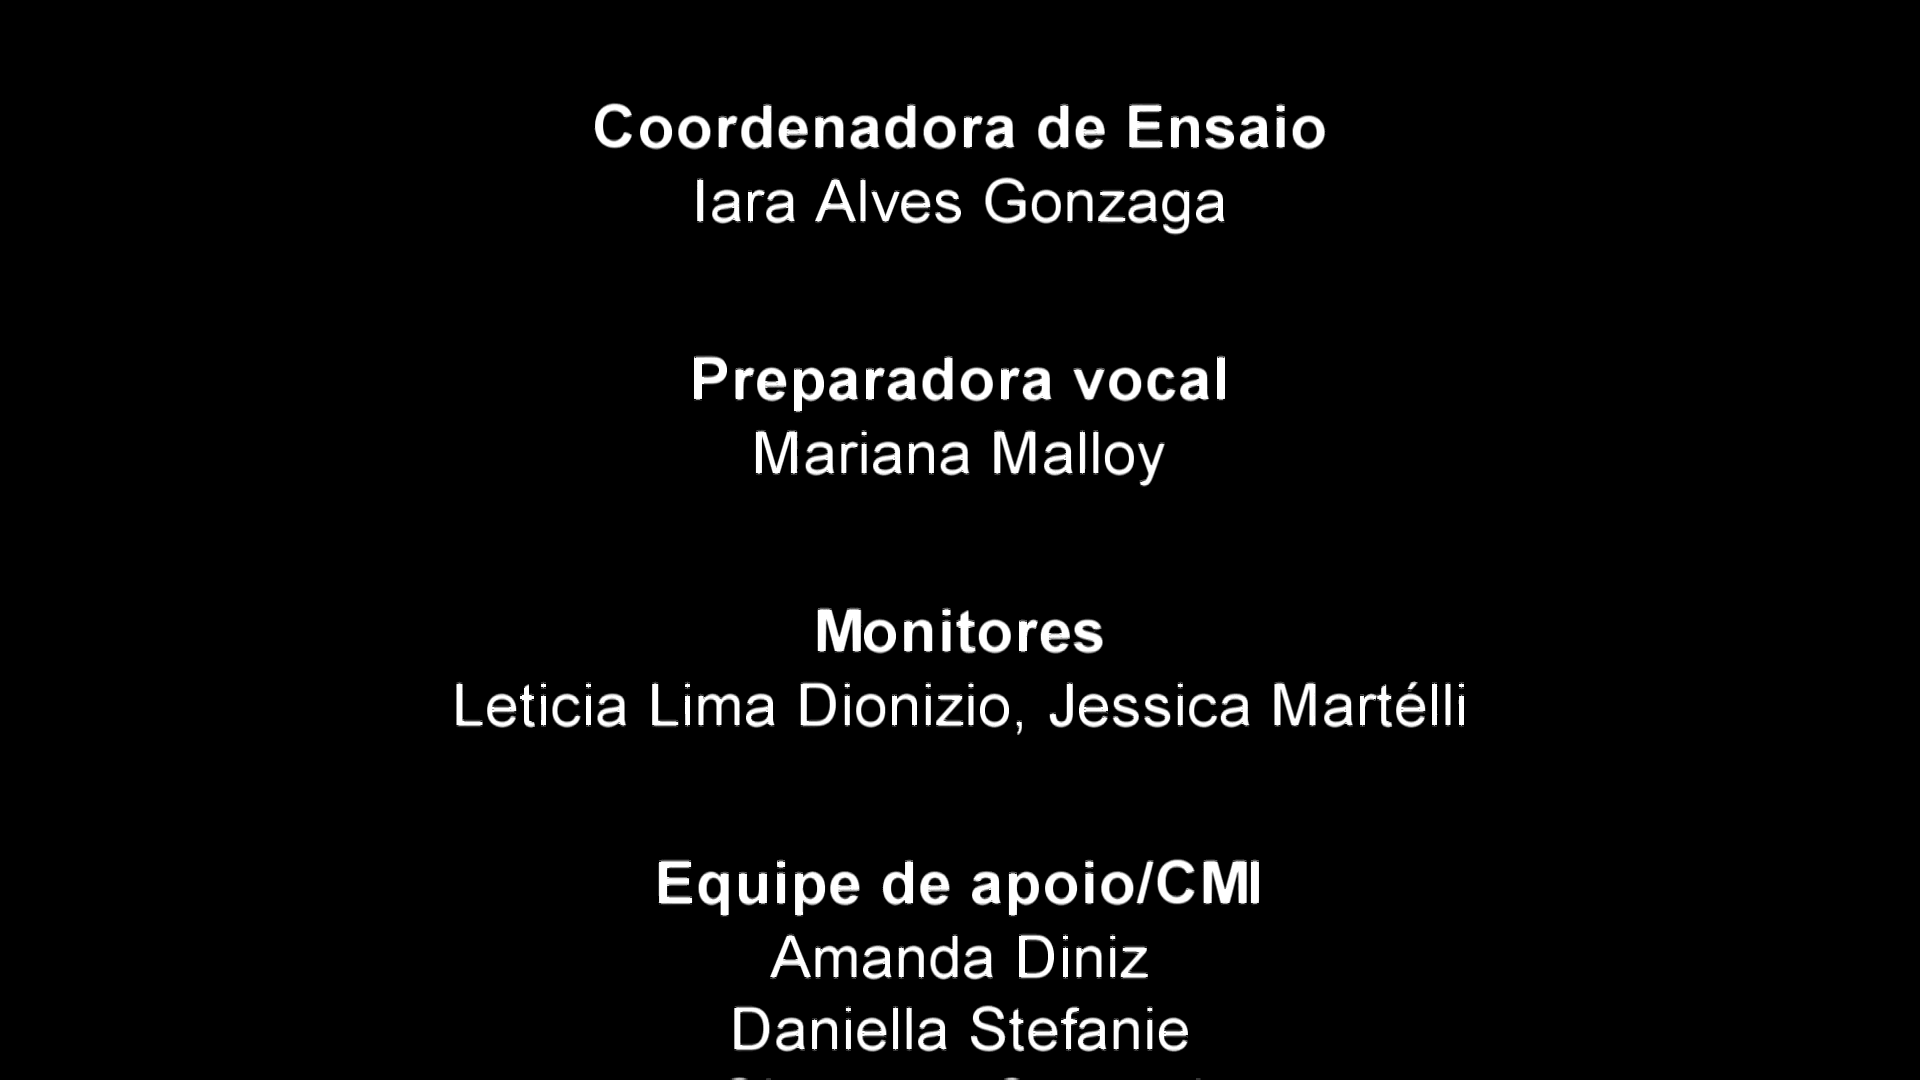 Coordenadora de Ensaio
Iara Alves Gonzaga
Preparadora vocal
Mariana Malloy
Monitores
Leticia Lima Dionizio, Jessica Martélli
Equipe de apoio/CMI
Amanda Diniz
Daniella Stefanie